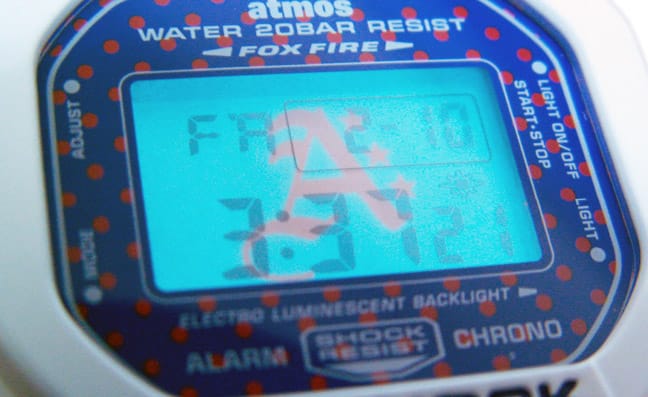 atmos
WATER 20BAR RESIST
FOX FIRE
ADJUST
LIGHT ON/OFF
START·STOP
FR 2-10
A
3:37 21
MODE
LIGHT
ELECTRO LUMINESCENT BACKLIGHT
ALARM
SHOCK
RESIST
CHRONO